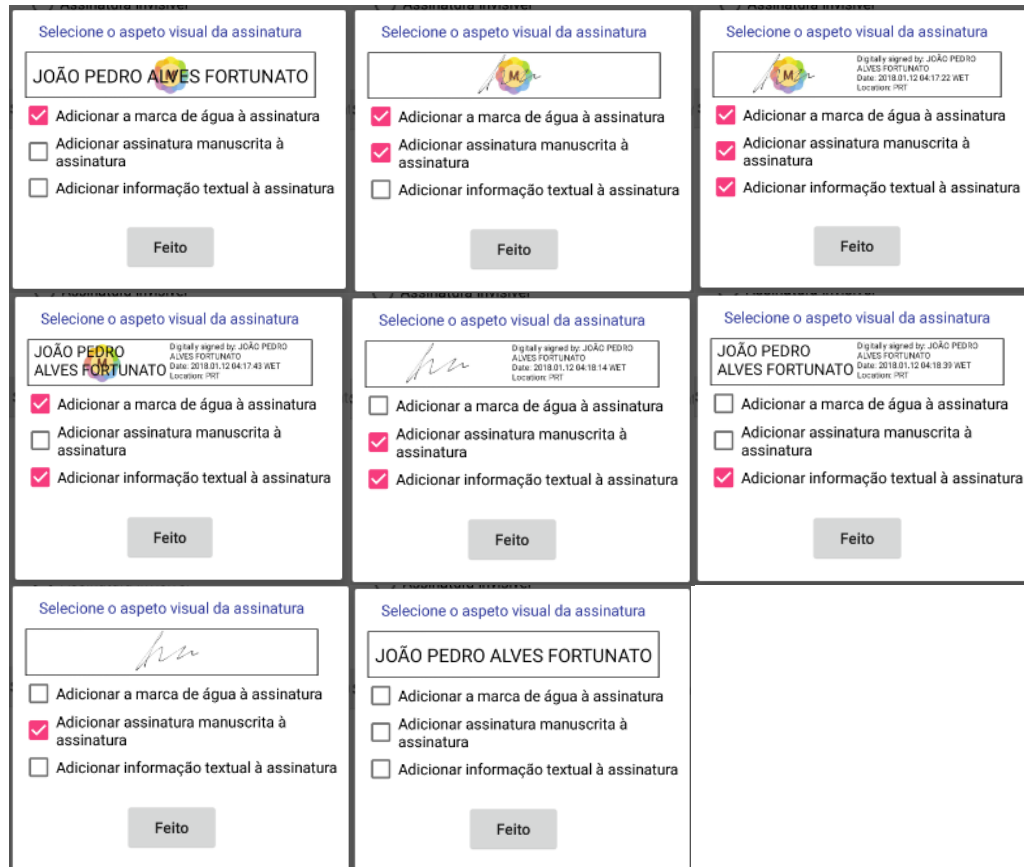 Selecione o aspeto visual da assinatura
JOÃO PEDRO ALVES FORTUNATO
Adicionar a marca de água à assinatura
Adicionar assinatura manuscrita à
assinatura
Adicionar informação textual à assinatura
Feito
Selecione o aspeto visual da assinatura
M
Adicionar a marca de água à assinatura
Adicionar assinatura manuscrita à
assinatura
Adicionar informação textual à assinatura
Feito
Selecione o aspeto visual da assinatura
M
Digitally signed by: JOÃO PEDRO
ALVES FORTUNATO
Date: 2018.01.12 04:17:22 WET
Location: PRT
Adicionar a marca de água à assinatura
Adicionar assinatura manuscrita à
assinatura
Adicionar informação textual à assinatura
Feito
Selecione o aspeto visual da assinatura
JOÃO PEDRO
ALVES FORTUNATO
M
Digitally signed by: JOÃO PEDRO
ALVES FORTUNATO
Date: 2018.01.12 04:17:43 WET
Location: PRT
Adicionar a marca de água à assinatura
Adicionar assinatura manuscrita à
assinatura
Adicionar informação textual à assinatura
Feito
Selecione o aspeto visual da assinatura
Digitally signed by: JOÃO PEDRO
ALVES FORTUNATO
Date: 2018.01.12 04:18:14 WET
Location: PRT
Adicionar a marca de água à assinatura
Adicionar assinatura manuscrita à
assinatura
Adicionar informação textual à assinatura
Feito
Selecione o aspeto visual da assinatura
JOÃO PEDRO
ALVES FORTUNATO
Digitally signed by: JOÃO PEDRO
ALVES FORTUNATO
Date: 2018.01.12 04:18:39 WET
Location: PRT
Adicionar a marca de água à assinatura
Adicionar assinatura manuscrita à
assinatura
Adicionar informação textual à assinatura
Feito
Selecione o aspeto visual da assinatura
Adicionar a marca de água à assinatura
Adicionar assinatura manuscrita à
assinatura
Adicionar informação textual à assinatura
Feito
Selecione o aspeto visual da assinatura
JOÃO PEDRO ALVES FORTUNATO
Adicionar a marca de água à assinatura
Adicionar assinatura manuscrita à
assinatura
Adicionar informação textual à assinatura
Feito